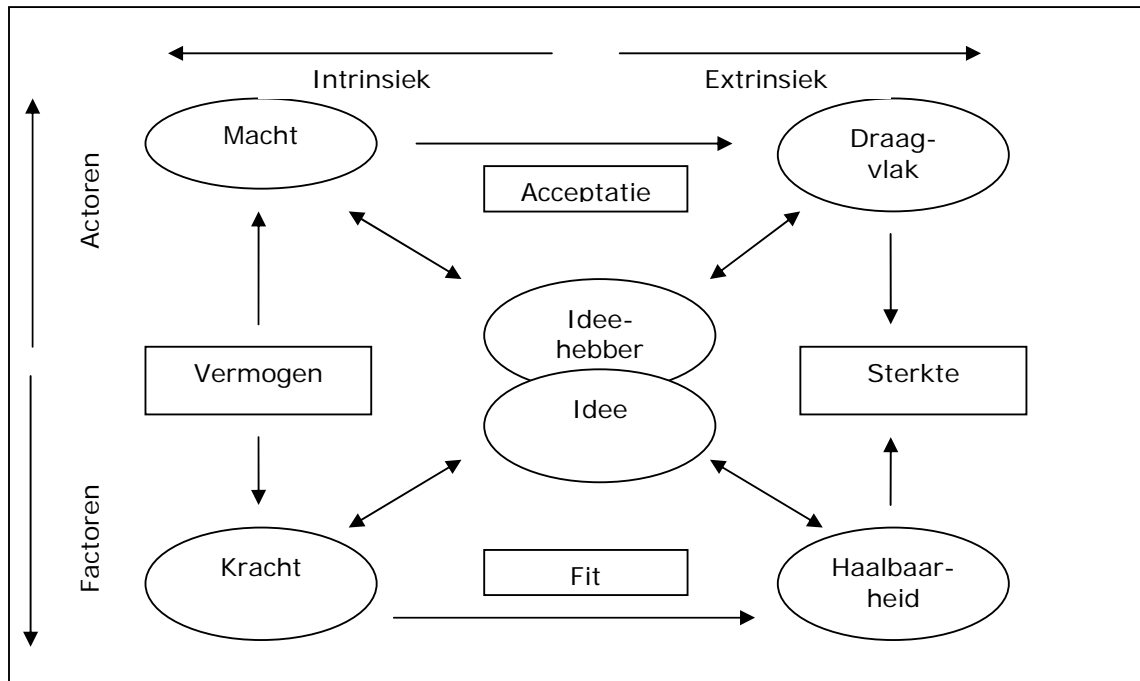 Intrinsiek
Extrinsiek
Actoren
Macht
Draag-
vlak
Acceptatie
Idee-
hebber
Vermogen
Sterkte
Idee
Factoren
Kracht
Fit
Haalbaar-
heid